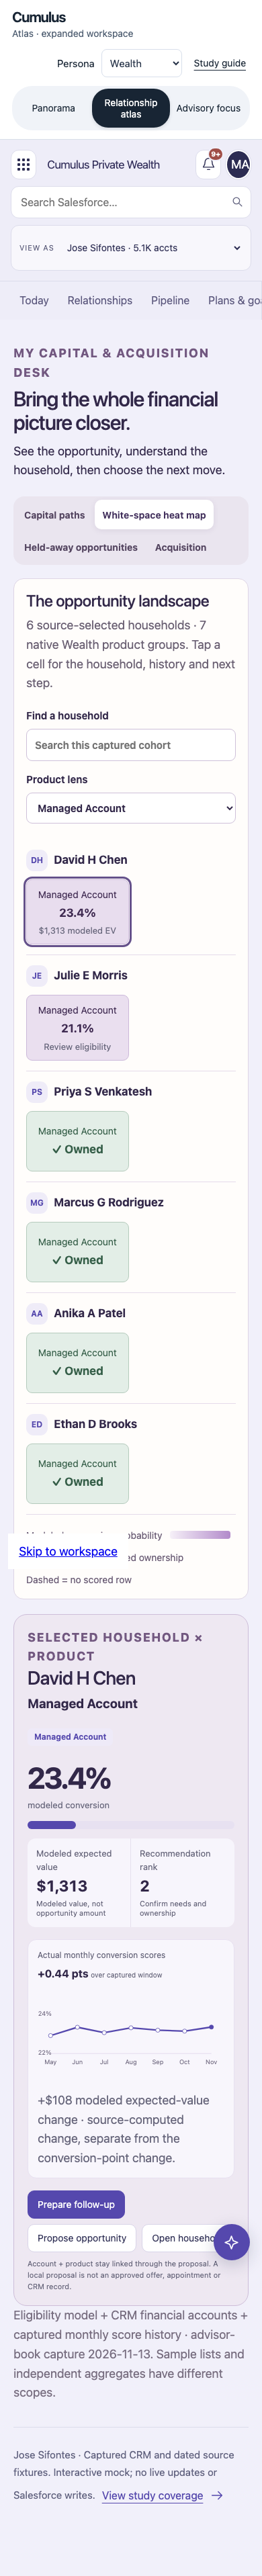 Cumulus
Atlas · expanded workspace
Persona
Wealth
Study guide
Panorama
Relationship
atlas
Advisory focus
Cumulus Private Wealth
9+
MA
Search Salesforce...
VIEW AS
Jose Sifontes · 5.1K accts
Today
Relationships
Pipeline
Plans & goa
MY CAPITAL & ACQUISITION
DESK
Bring the whole financial
picture closer.
See the opportunity, understand the
household, then choose the next move.
Capital paths
White-space heat map
Held-away opportunities
Acquisition
The opportunity landscape
6 source-selected households · 7
native Wealth product groups. Tap a
cell for the household, history and next
step.
Find a household
Search this captured cohort
Product lens
Managed Account
DH
David H Chen
Managed Account
23.4%
$1,313 modeled EV
JE
Julie E Morris
Managed Account
21.1%
Review eligibility
PS
Priya S Venkatesh
Managed Account
✓ Owned
MG
Marcus G Rodriguez
Managed Account
✓ Owned
AA
Anika A Patel
Managed Account
✓ Owned
ED
Ethan D Brooks
Managed Account
✓ Owned
obability
Skip to workspace
ed ownership
Dashed = no scored row
SELECTED HOUSEHOLD ×
PRODUCT
David H Chen
Managed Account
Managed Account
23.4%
modeled conversion
Modeled expected
value
$1,313
Modeled value, not
opportunity amount
Recommendation
rank
2
Confirm needs and
ownership
Actual monthly conversion scores
+0.44 pts over captured window
24%
22%
May Jun Jul Aug Sep Oct Nov
+$108 modeled expected-value
change · source-computed
change, separate from the
conversion-point change.
Prepare follow-up
Propose opportunity
Open househo
Account + product stay linked through the proposal. A
local proposal is not an approved offer, appointment or
CRM record.
Eligibility model + CRM financial accounts +
captured monthly score history · advisor-
book capture 2026-11-13. Sample lists and
independent aggregates have different
scopes.
Jose Sifontes · Captured CRM and dated source
fixtures. Interactive mock; no live updates or
Salesforce writes. View study coverage →